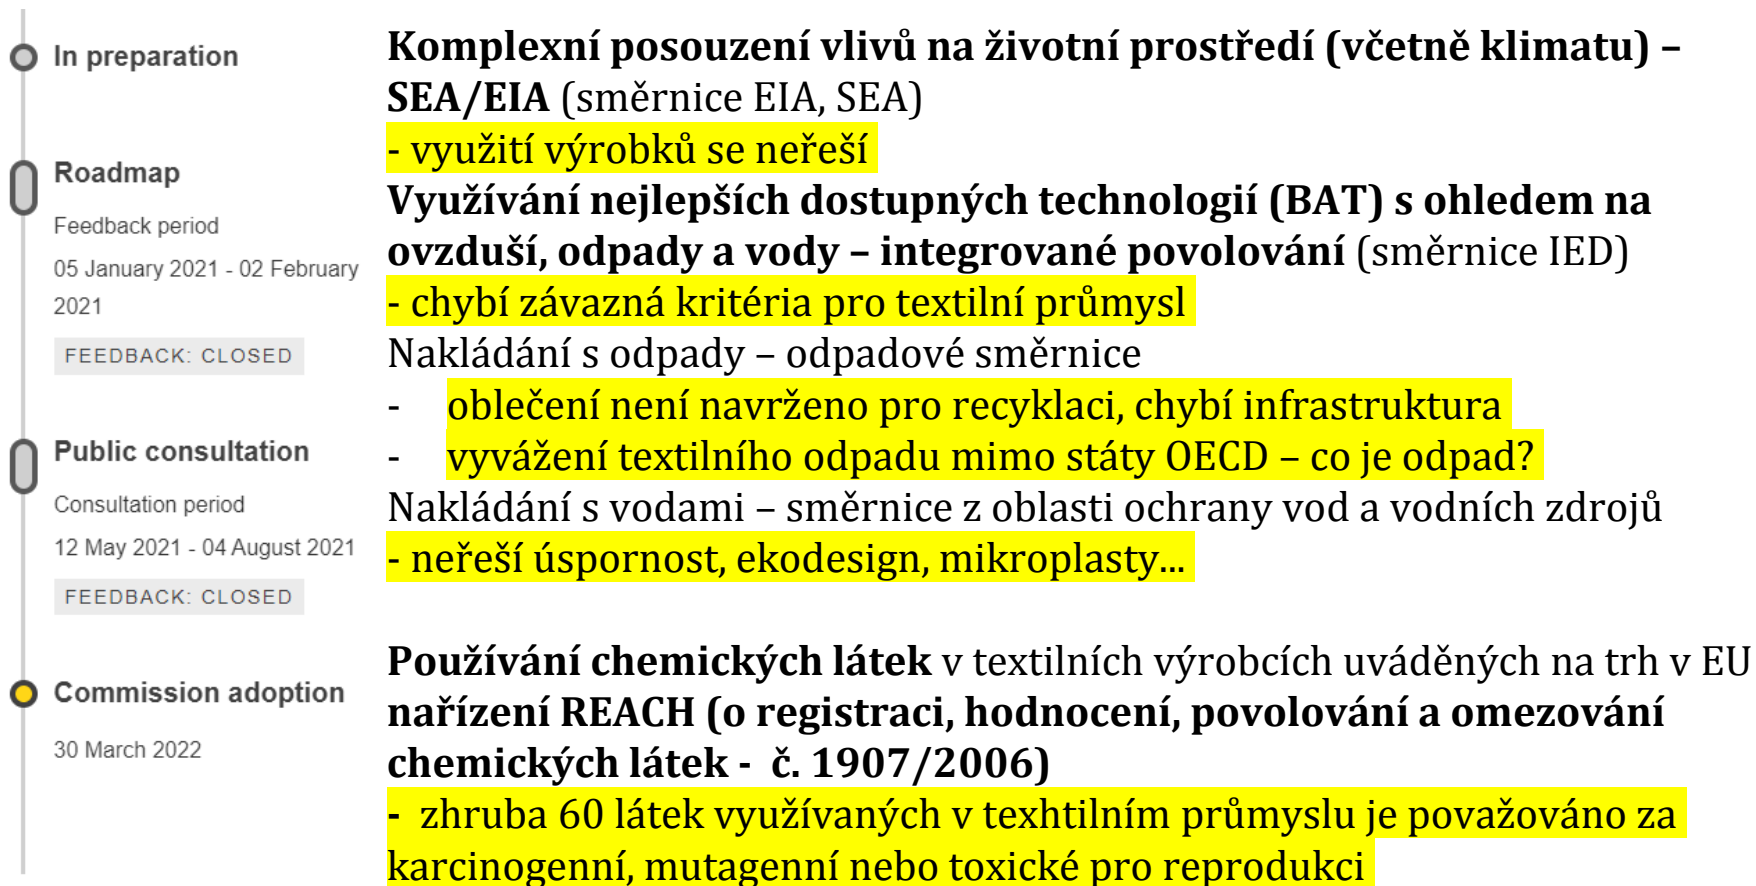 In preparation
Roadmap
Feedback period
05 January 2021 - 02 February
2021
FEEDBACK: CLOSED
Public consultation
Consultation period
12 May 2021 - 04 August 2021
FEEDBACK: CLOSED
Commission adoption
30 March 2022
Komplexní posouzení vlivů na životní prostředí (včetně klimatu) –
SEA/EIA (směrnice EIA, SEA)
- využití výrobků se neřeší
Využívání nejlepších dostupných technologií (BAT) s ohledem na
ovzduší, odpady a vody – integrované povolování (směrnice IED)
- chybí závazná kritéria pro textilní průmysl
Nakládání s odpady – odpadové směrnice
- oblečení není navrženo pro recyklaci, chybí infrastruktura
- vyvážení textilního odpadu mimo státy OECD – co je odpad?
Nakládání s vodami – směrnice z oblasti ochrany vod a vodních zdrojů
- neřeší úspornost, ekodesign, mikroplasty...
Používání chemických látek v textilních výrobcích uváděných na trh v EU
nařízení REACH (o registraci, hodnocení, povolování a omezování
chemických látek - č. 1907/2006)
- zhruba 60 látek využívaných v texhtilním průmyslu je považováno za
karcinogenní, mutagenní nebo toxické pro reprodukci